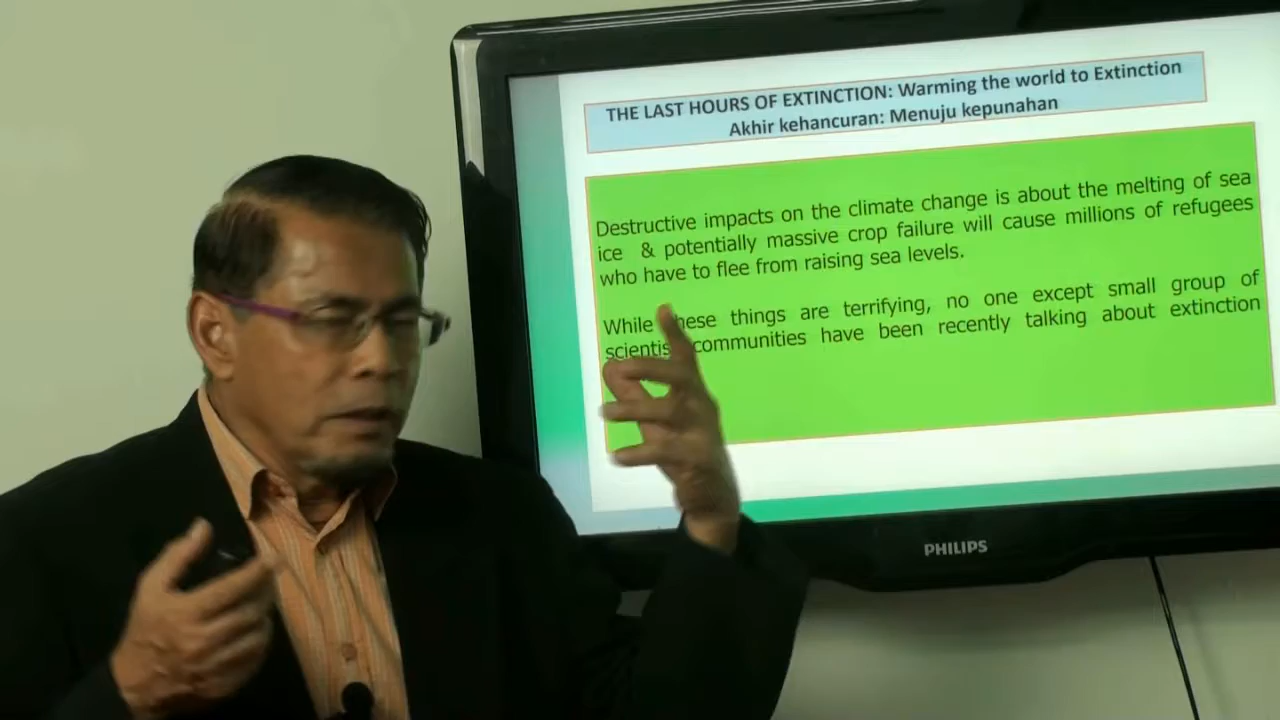 THE LAST HOURS OF EXTINCTION: Warming the world to Extinction
Akhir kehancuran: Menuju kepunahan
Destructive impacts on the climate change is about the melting of sea
ice & potentially massive crop failure will cause millions of refugees
who have to flee from raising sea levels.
While these things are terrifying, no one except small group of
scientis communities have been recently talking about extinction
PHILIPS